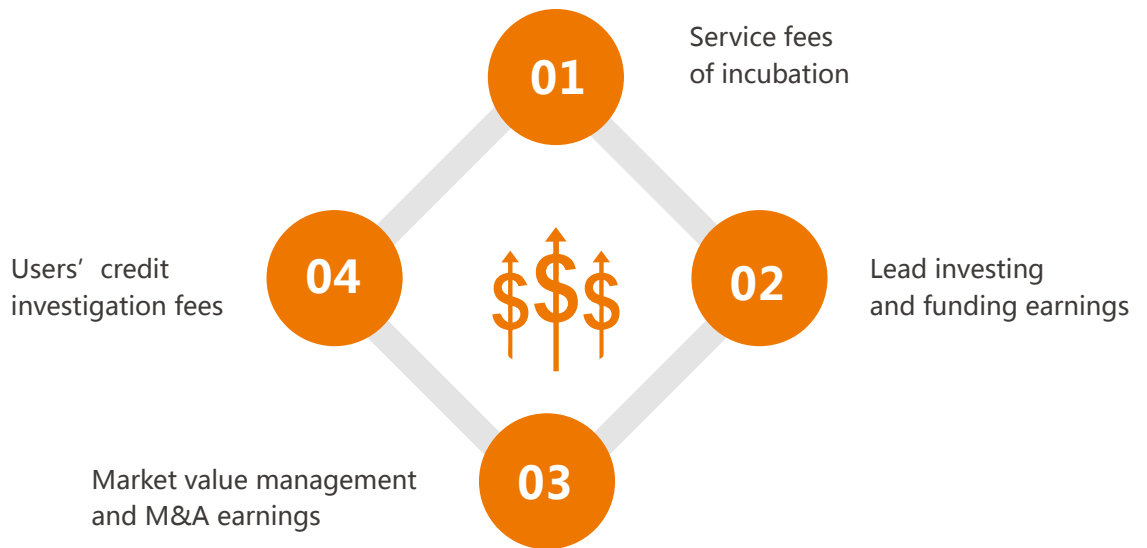 01
Service fees
of incubation
02
Lead investing
and funding earnings
03
Market value management
and M&A earnings
04
Users’ credit
investigation fees
$$$